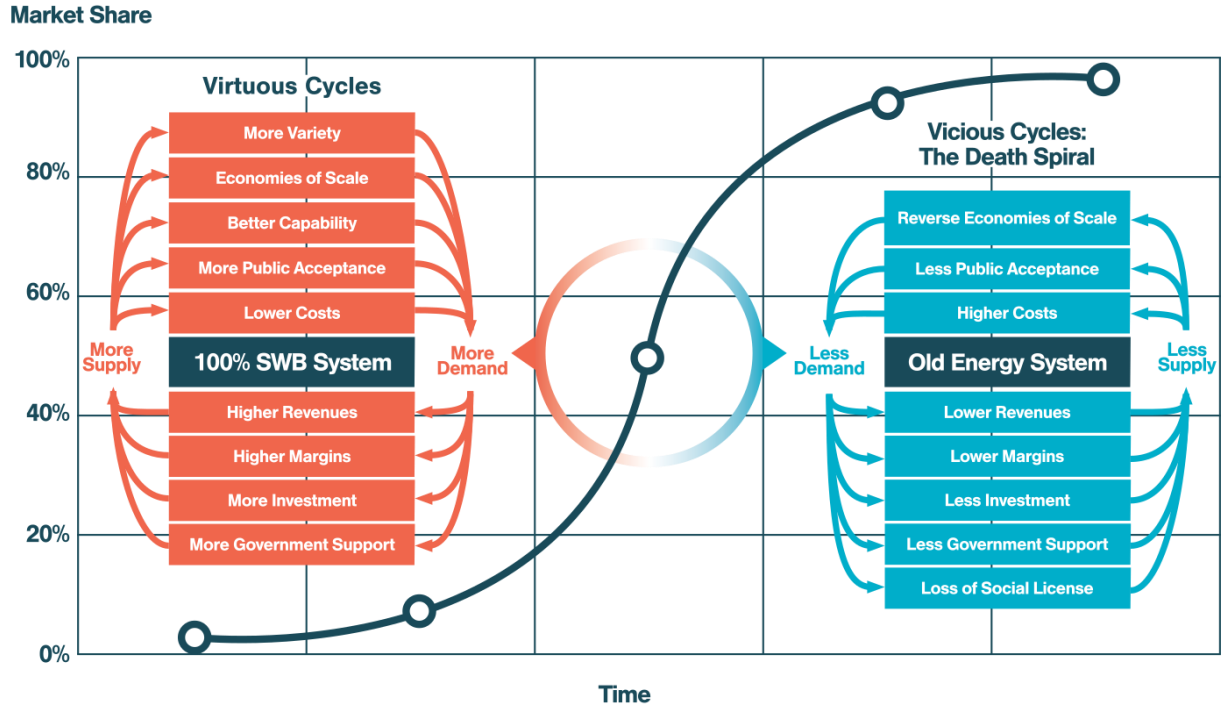 Market Share
100%
80%
60%
40%
20%
0%
Virtuous Cycles
More Variety
Economies of Scale
Better Capability
More Public Acceptance
Lower Costs
More
Supply
100% SWB System
More
Demand
Higher Revenues
Higher Margins
More Investment
More Government Support
Vicious Cycles:
The Death Spiral
Reverse Economies of Scale
Less Public Acceptance
Higher Costs
Less
Demand
Old Energy System
Less
Supply
Lower Revenues
Lower Margins
Less Investment
Less Government Support
Loss of Social License
Time